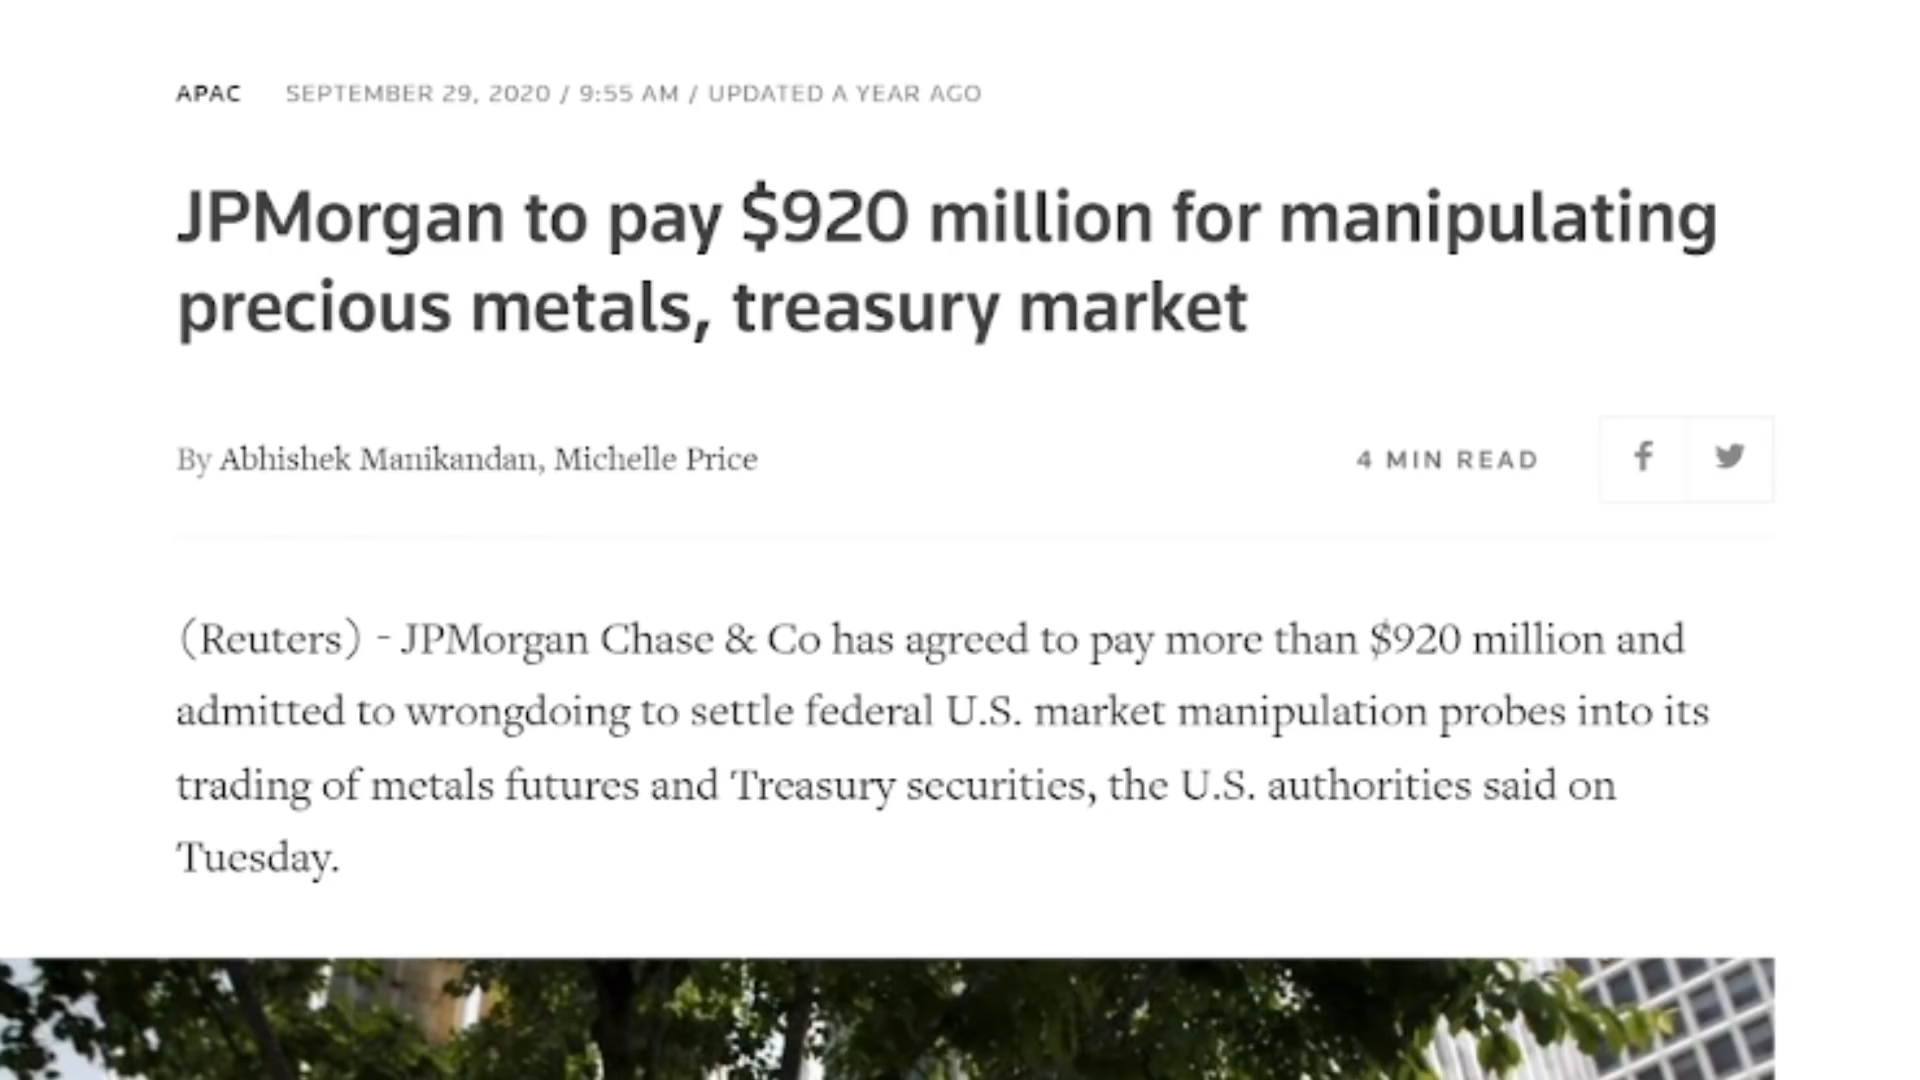 APAC SEPTEMBER 29, 2020 / 9:55 AM / UPDATED A YEAR AGO
JPMorgan to pay $920 million for manipulating
precious metals, treasury market
By Abhishek Manikandan, Michelle Price 4 MIN READ
(Reuters) - JPMorgan Chase & Co has agreed to pay more than $920 million and
admitted to wrongdoing to settle federal U.S. market manipulation probes into its
trading of metals futures and Treasury securities, the U.S. authorities said on
Tuesday.